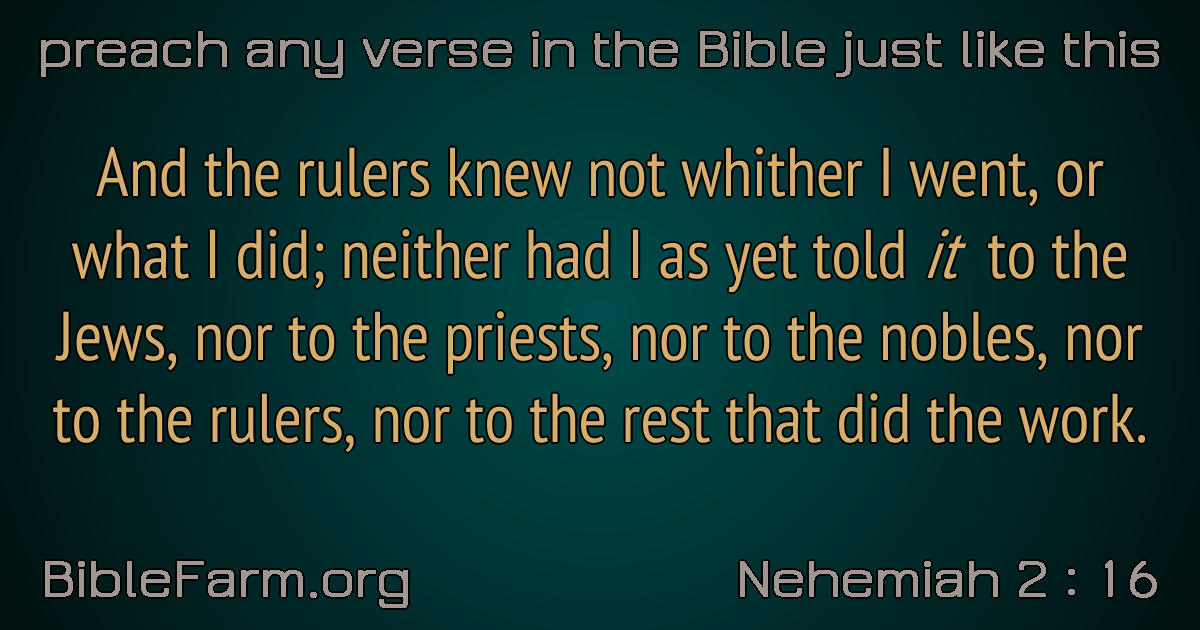 preach any verse in the Bible just like this
And the rulers knew not whither I went, or
what I did; neither had I as yet told it to the
Jews, nor to the priests, nor to the nobles, nor
to the rulers, nor to the rest that did the work.
BibleFarm.org
Nehemiah 2 : 16